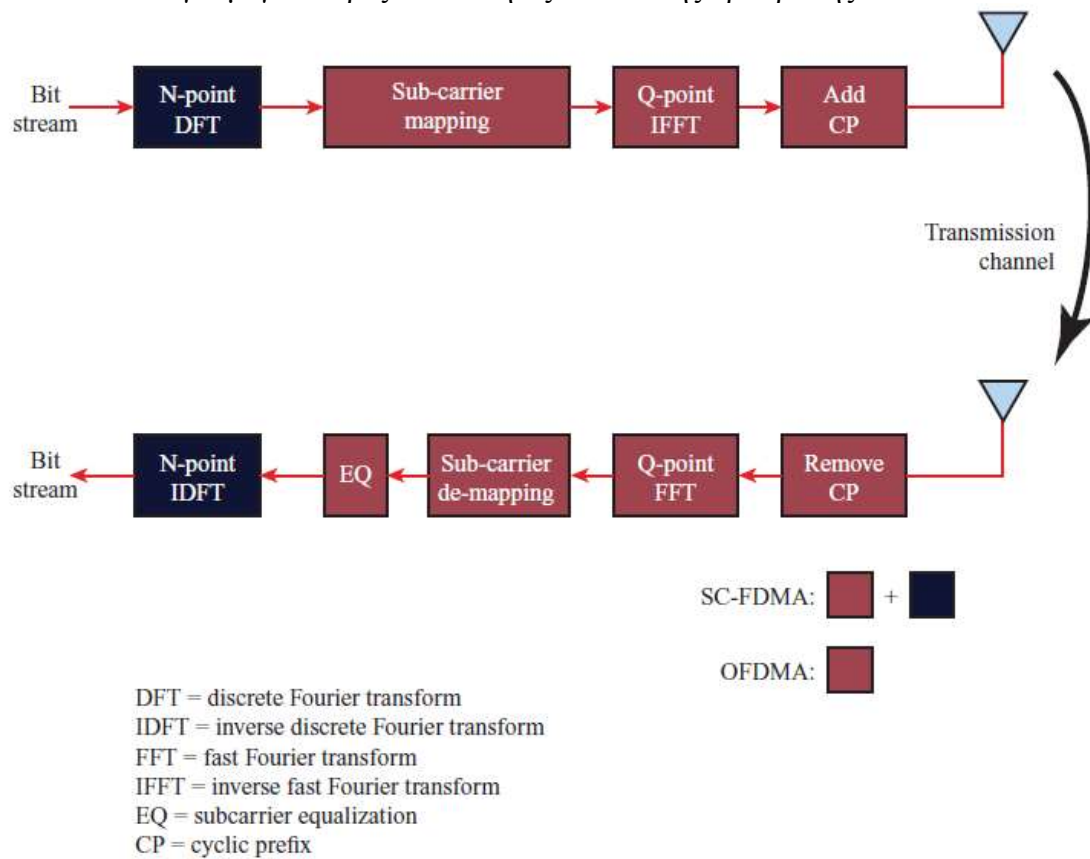 Bit
stream
N-point
DFT
Sub-carrier
mapping
Q-point
IFFT
Add
CP
Transmission
channel
Bit
stream
N-point
IDFT
EQ
Sub-carrier
de-mapping
Q-point
FFT
Remove
CP
SC-FDMA:
+
OFDMA:
DFT = discrete Fourier transform
IDFT = inverse discrete Fourier transform
FFT = fast Fourier transform
IFFT = inverse fast Fourier transform
EQ = subcarrier equalization
CP = cyclic prefix